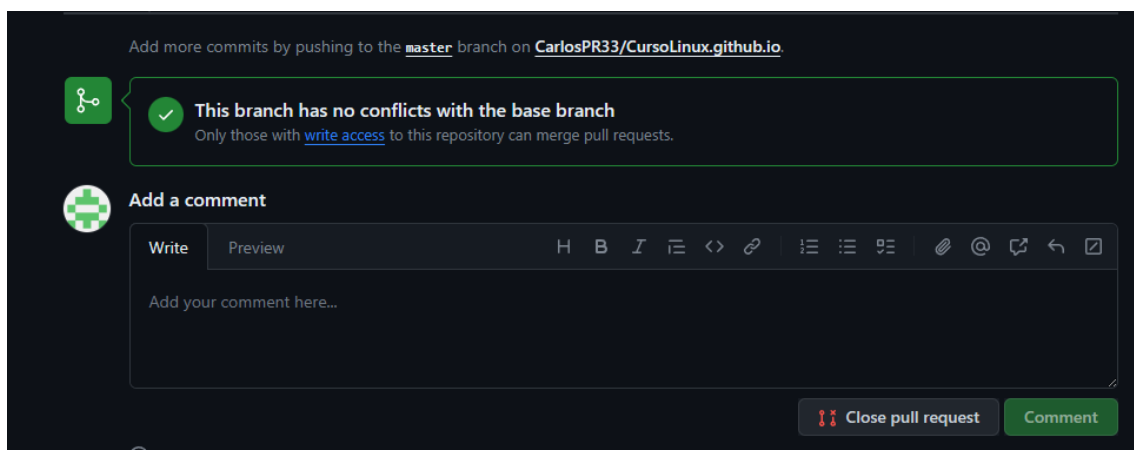 Add more commits by pushing to the master branch on CarlosPR33/CursoLinux.github.io.
This branch has no conflicts with the base branch
Only those with write access to this repository can merge pull requests.
Add a comment
Write Preview
Add your comment here...
Close pull request Comment